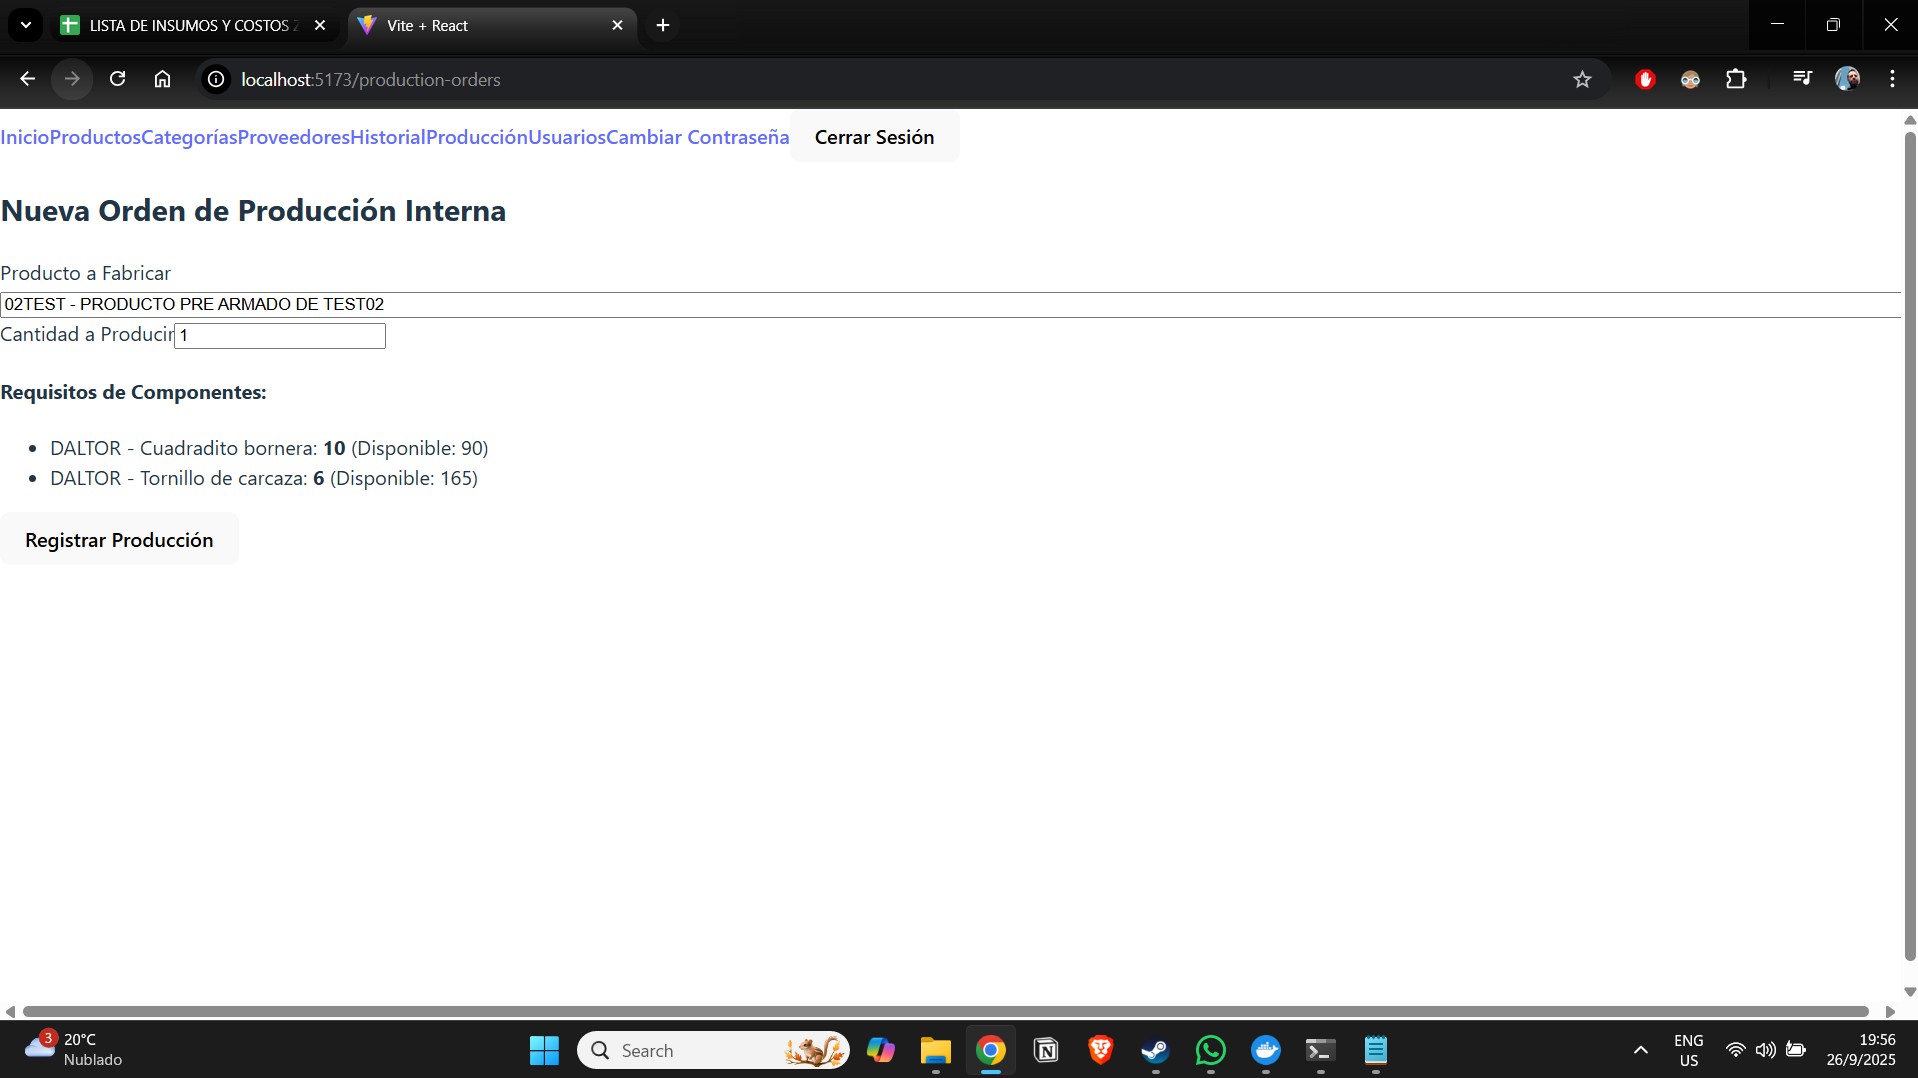 LISTA DE INSUMOS Y COSTOS
Vite + React
localhost:5173/production-orders
InicioProductosCategoríasProveedoresHistorialProducciónUsuariosCambiar Contraseña
Cerrar Sesión
Nueva Orden de Producción Interna
Producto a Fabricar
02TEST - PRODUCTO PRE ARMADO DE TEST02
Cantidad a Producir 1
Requisitos de Componentes:
• DALTOR - Cuadradito bornera: 10 (Disponible: 90)
• DALTOR - Tornillo de carcaza: 6 (Disponible: 165)
Registrar Producción
3
20°C
Nublado
Search
ENG
US
19:56
26/9/2025